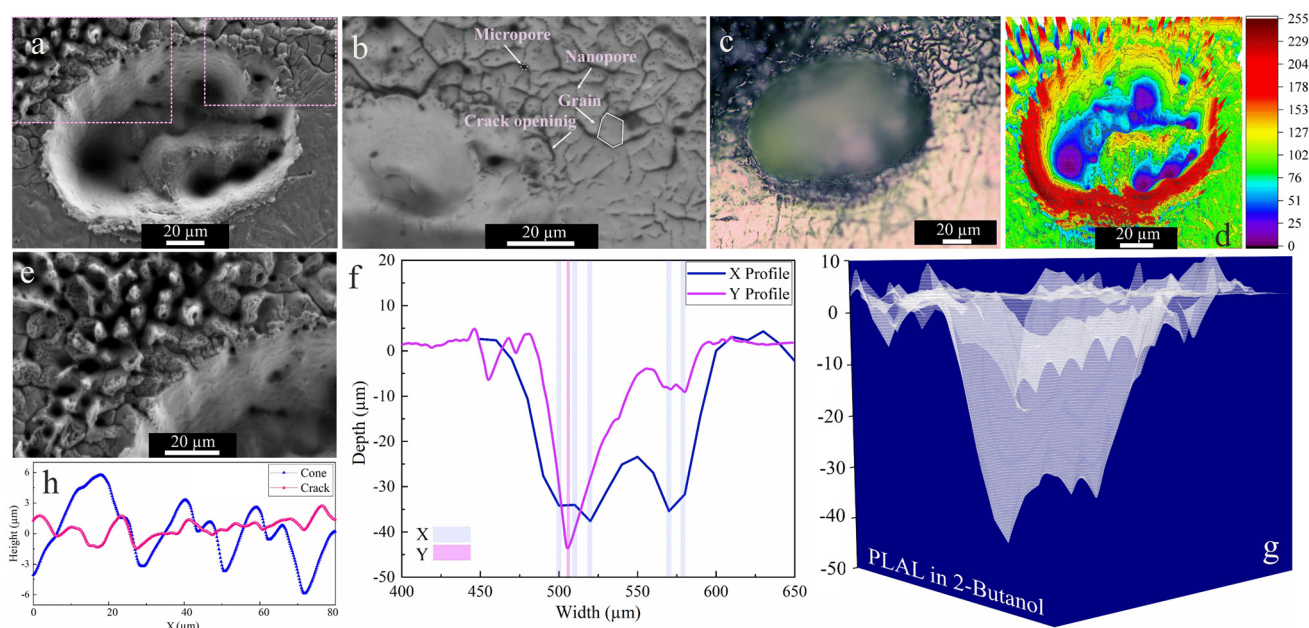 a
20 µm
b
Micropore
Nanopore
Grain
Crack openinig
20 µm
c
20 µm
d
20 µm
255
229
204
178
153
127
102
76
51
25
0
e
20 µm
f
X Profile
Y Profile
20
10
0
-10
-20
-30
-40
-50
Depth (µm)
X
Y
400 450 500 550 600 650
Width (µm)
10
0
-10
-20
-30
-40
-50
g
PLAL in 2-Butanol
h
Cone
Crack
6
3
0
-3
-6
Height (µm)
0 20 40 60 80
X (µm)